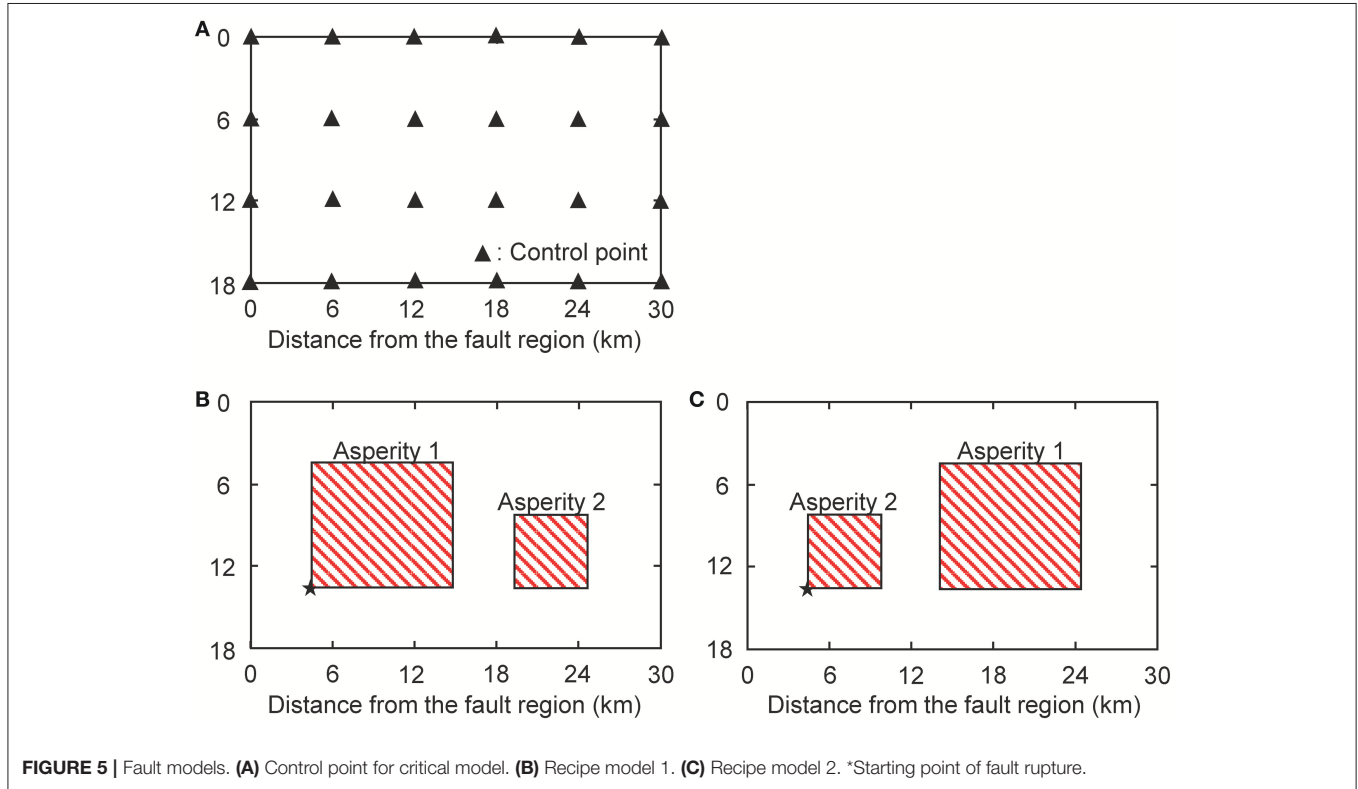 A
0
6
12
18
▲ : Control point
0 6 12 18 24 30
Distance from the fault region (km)
B
0
6
12
18
Asperity 1
Asperity 2
0 6 12 18 24 30
Distance from the fault region (km)
C
0
6
12
18
Asperity 1
Asperity 2
0 6 12 18 24 30
Distance from the fault region (km)
FIGURE 5 | Fault models. (A) Control point for critical model. (B) Recipe model 1. (C) Recipe model 2. *Starting point of fault rupture.